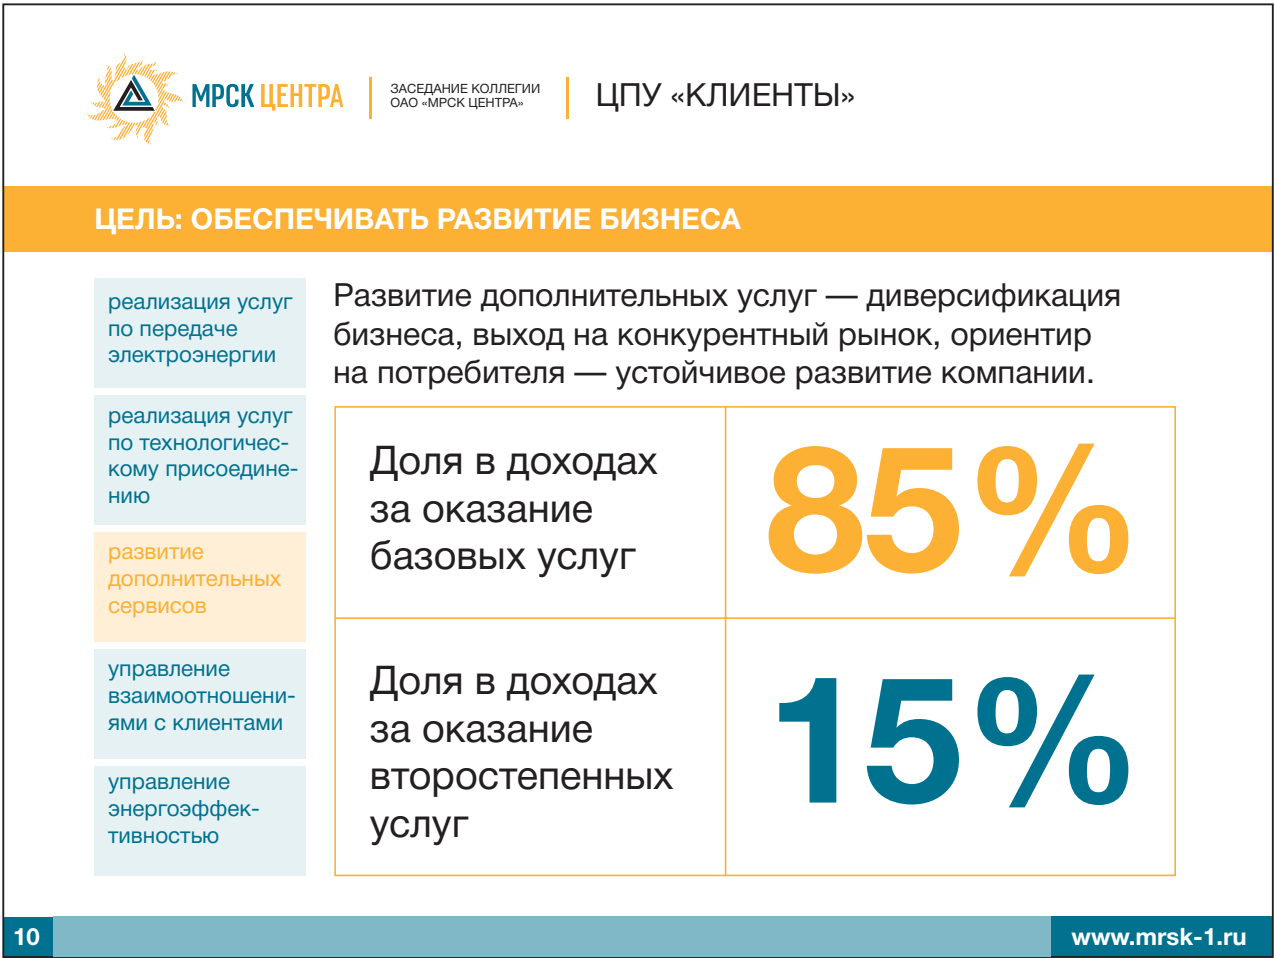 МРСК ЦЕНТРА
ЗАСЕДАНИЕ КОЛЛЕГИИ
ОАО «МРСК ЦЕНТРА»
ЦПУ «КЛИЕНТЫ»
ЦЕЛЬ: ОБЕСПЕЧИВАТЬ РАЗВИТИЕ БИЗНЕСА
реализация услуг
по передаче
электроэнергии
реализация услуг
по технологичес-
кому присоедине-
нию
развитие
дополнительных
сервисов
управление
взаимоотношени-
ями с клиентами
управление
энергоэффек-
тивностью
Развитие дополнительных услуг — диверсификация
бизнеса, выход на конкурентный рынок, ориентир
на потребителя — устойчивое развитие компании.
Доля в доходах
за оказание
базовых услуг
85%
Доля в доходах
за оказание
второстепенных
услуг
15%
10
www.mrsk-1.ru